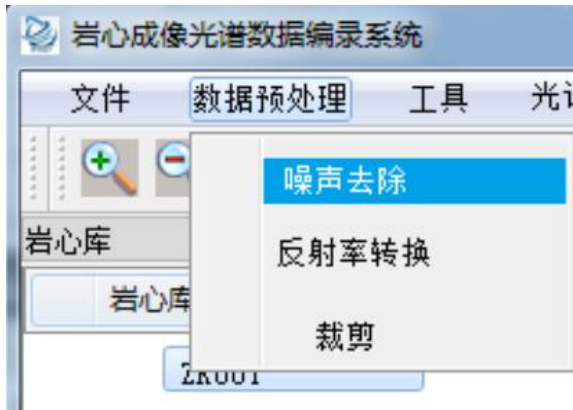 岩心成像光谱数据编录系统
文件 数据预处理 工具 光
噪声去除
岩心库
反射率转换
岩心库
裁剪
ZK001